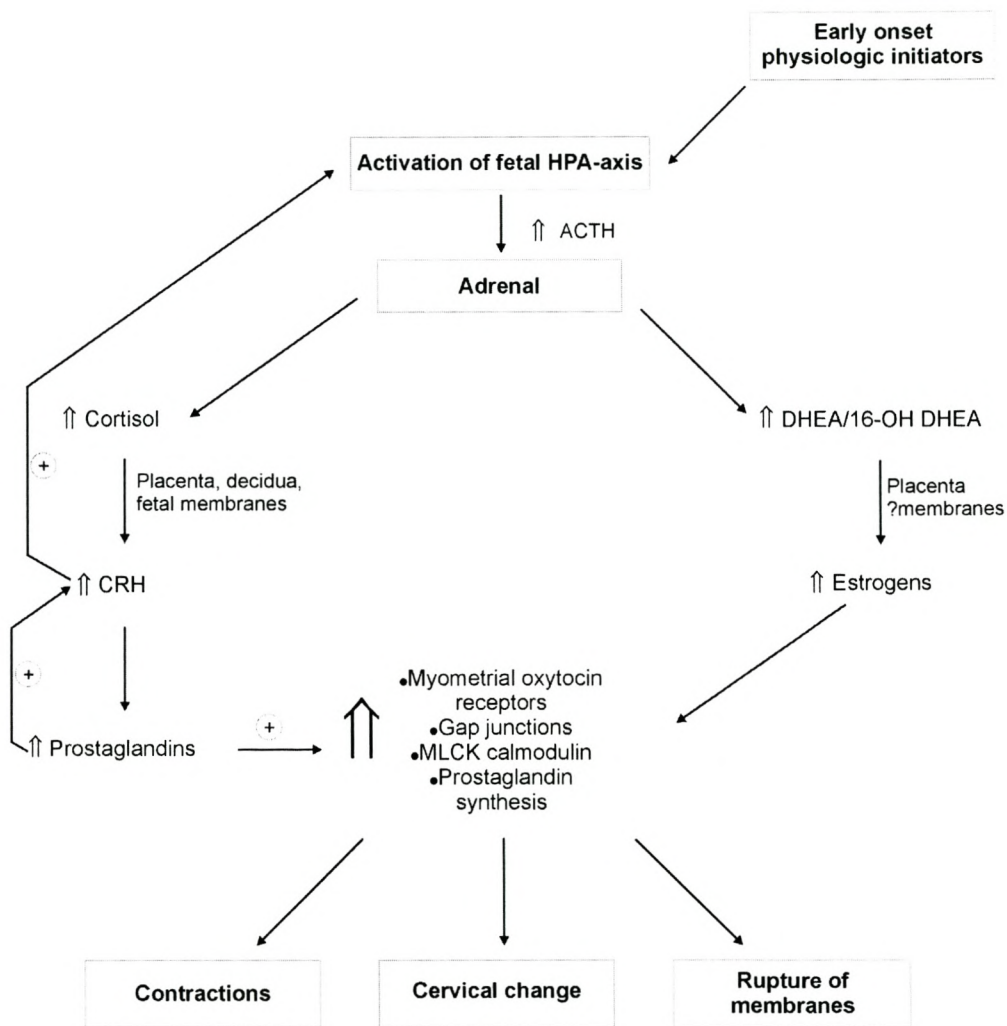 Early onset
physiologic initiators
Activation of fetal HPA-axis
⇑ ACTH
Adrenal
⇑ Cortisol
⇑ DHEA/16-OH DHEA
+
Placenta, decidua,
fetal membranes
Placenta
?membranes
⇑ CRH
⇑ Estrogens
+
•Myometrial oxytocin
receptors
•Gap junctions
•MLCK calmodulin
•Prostaglandin
synthesis
⇑ Prostaglandins
+
⇑
Contractions
Cervical change
Rupture of
membranes